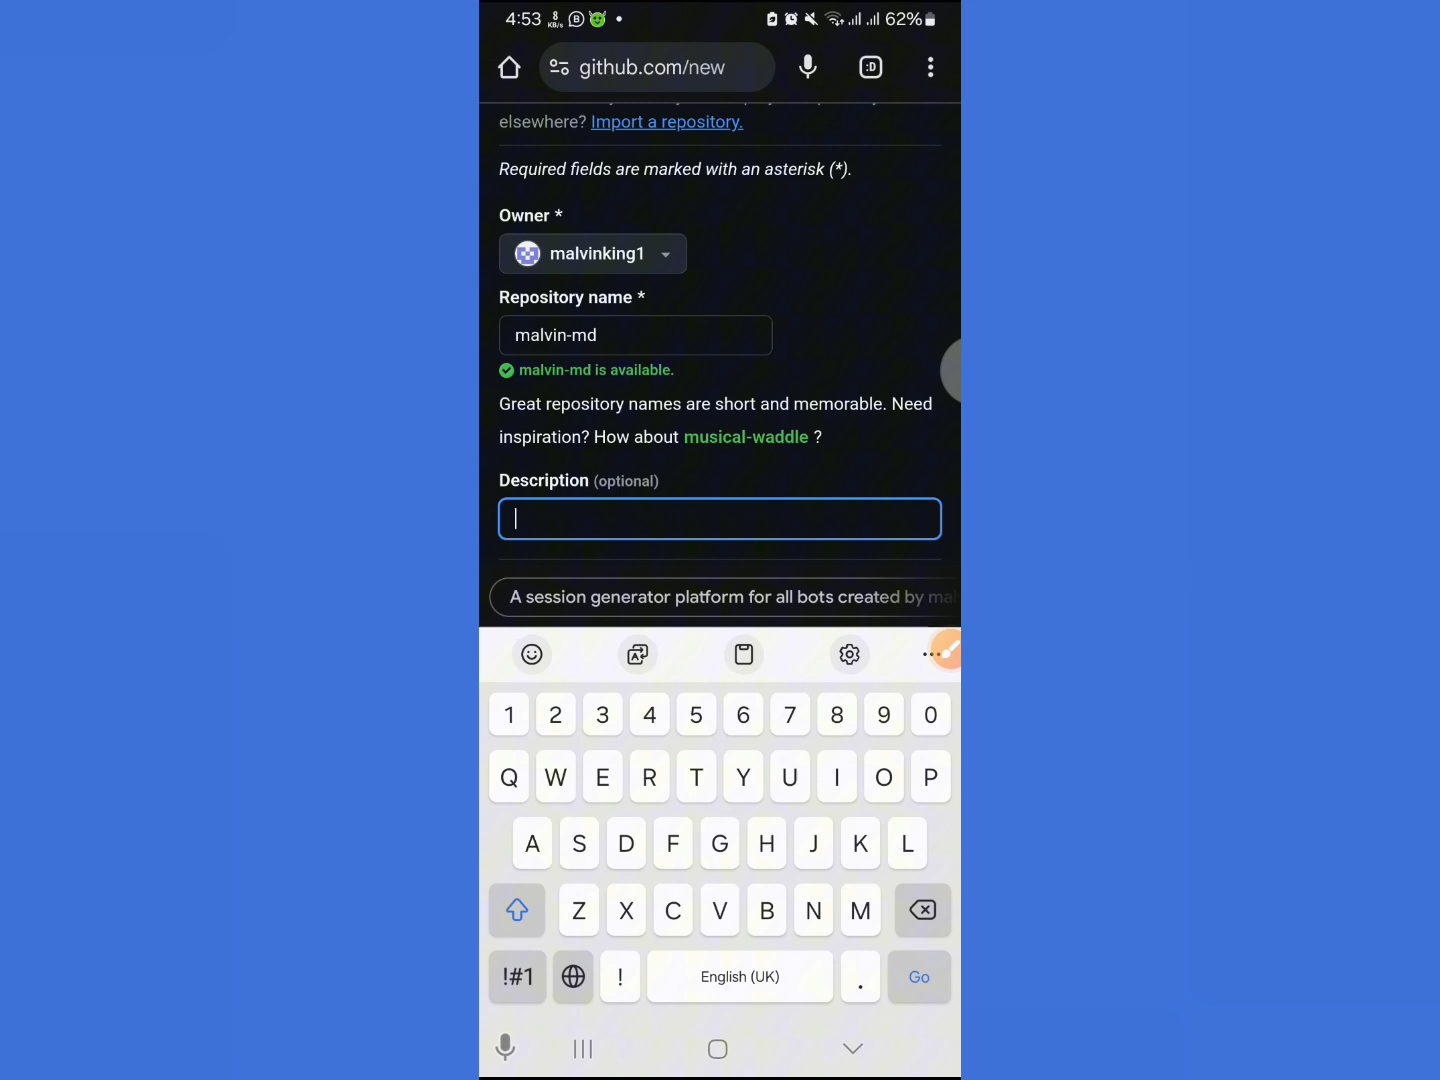 4:53 8 KB/s B 62%
github.com/new :D
elsewhere? Import a repository.
Required fields are marked with an asterisk (*).
Owner *
malvinking1
Repository name *
malvin-md
malvin-md is available.
Great repository names are short and memorable. Need
inspiration? How about musical-waddle ?
Description (optional)
A session generator platform for all bots created by mal
1 2 3 4 5 6 7 8 9 0
Q W E R T Y U I O P
A S D F G H J K L
Z X C V B N M
!#1 ! English (UK) . Go